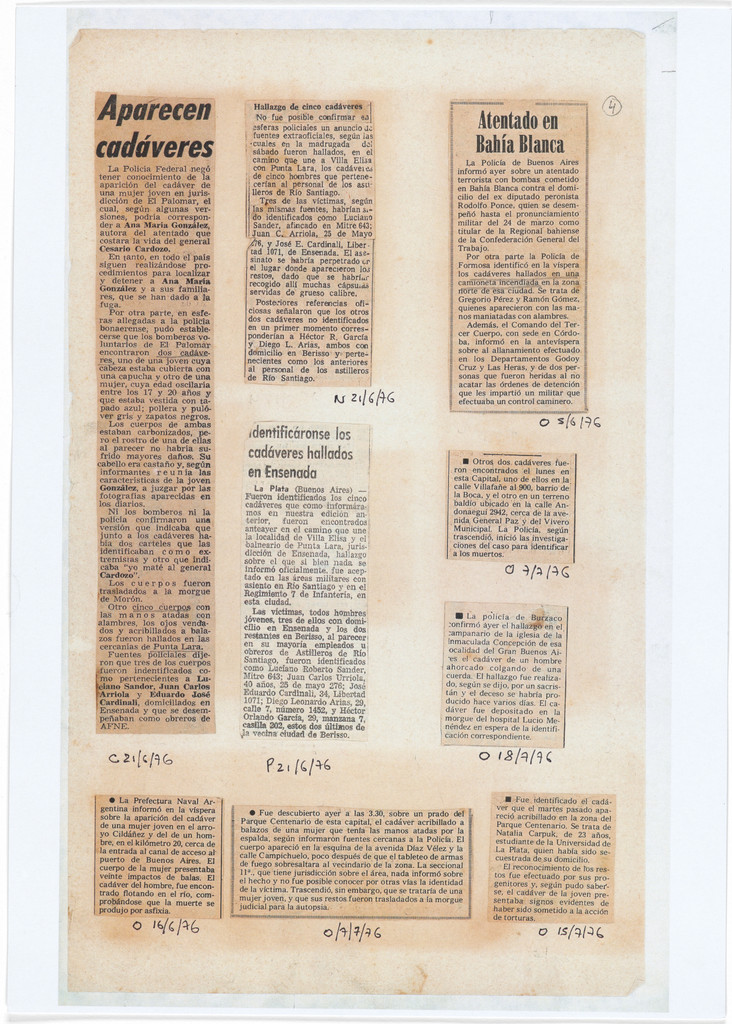 4
Aparecen
cadáveres
La Policía Federal negó
tener conocimiento de la
aparición del cadáver de
una mujer joven en juris-
dicción de El Palomar, el
cual, según algunas ver-
siones, podría correspon-
der a Ana María González,
autora del atentado que
costara la vida del general
Cesario Cardozo.
En tanto, en todo el país
siguen realizándose pro-
cedimientos para localizar
y detener a Ana María
González y a sus familia-
res, que se han dado a la
fuga.
Por otra parte, en esfe-
ras allegadas a la policía
bonaerense, pudo estable-
cerse que los bomberos vo-
luntarios de El Palomar
encontraron dos cadáve-
res, uno de una joven cuya
cabeza estaba cubierta con
una capucha y otro de una
mujer, cuya edad oscilaría
entre los 17 y 20 años y
que estaba vestida con ta-
pado azul; pollera y puló-
ver gris y zapatos negros.
Los cuerpos de ambas
estaban carbonizados, pe-
ro el rostro de una de ellas
al parecer no habría su-
frido mayores daños. Su
cabello era castaño y, según
informantes reunía las
características de la joven
González, a juzgar por las
fotografías aparecidas en
los diarios.
Ni los bomberos ni la
policía confirmaron una
versión que indicaba que
junto a los cadáveres ha-
bía dos carteles que las
identificaban como ex-
tremistas y otro que indi-
caba "yo maté al general
Cardozo".
Los cuerpos fueron
trasladados a la morgue
de Morón.
Otro cinco cuerpos con
las manos atadas con
alambres, los ojos venda-
dos y acribillados a bala-
zos fueron hallados en las
cercanías de Punta Lara.
Fuentes policiales dije-
ron que tres de los cuerpos
fueron indentificados co-
mo pertenecientes a Lu-
ciano Sandor, Juan Carlos
Arriola y Eduardo José
Cardinali, domiciliados en
Ensenada y que se desem-
peñaban como obreros de
AFNE.
C 21/6/76
Hallazgo de cinco cadáveres
No fue posible confirmar en
esferas policiales un anuncio de
fuentes extraoficiales, según las
cuales en la madrugada del
sábado fueron hallados, en el
camino que une a Villa Elisa
con Punta Lara, los cadáveres
de cinco hombres que pertene-
cerían al personal de los asti-
lleros de Río Santiago.
Tres de las víctimas, según
las mismas fuentes, habrían si-
do identificados como Luciano
Sander, afincado en Mitre 643;
Juan C. Arriola, 25 de Mayo
276, y José E. Cardinali, Liber-
tad 1071, de Ensenada. El ase-
sinato se habría perpetrado en
el lugar donde aparecieron los
restos, dado que se habría
recogido allí muchas cápsulas
servidas de grueso calibre.
Posteriores referencias ofi-
ciosas señalaron que los otros
dos cadáveres no identificados
en un primer momento corres-
ponderían a Héctor R. García
y Diego L. Arias, ambos con
domicilio en Berisso y perte-
necientes como los anteriores
al personal de los astilleros
de Río Santiago.
N 21/6/76
Identificáronse los
cadáveres hallados
en Ensenada
La Plata (Buenos Aires) —
Fueron identificados los cinco
cadáveres que como informára-
mos en nuestra edición an-
terior, fueron encontrados
anteayer en el camino que une
a localidad de Villa Elisa y el
balneario de Punta Lara, juris-
dicción de Ensenada, hallazgo
sobre el que si bien nada se
informó oficialmente, fue acep-
tado en las áreas militares con
asiento en Río Santiago y en el
Regimiento 7 de Infantería, en
esta ciudad.
Las víctimas, todos hombres
jóvenes, tres de ellos con domi-
cilio en Ensenada y los dos
restantes en Berisso, al parecer
en su mayoría empleados u
obreros de Astilleros de Río
Santiago, fueron identificados
como Luciano Roberto Sander,
Mitre 643; Juan Carlos Urriola,
40 años, 25 de mayo 276; José
Eduardo Cardinali, 34, Libertad
1071; Diego Leonardo Arias, 29,
calle 7, número 1452, y Héctor
Orlando García, 29, manzana 7,
casilla 262, estos dos últimos de
la vecina ciudad de Berisso.
P 21/6/76
Atentado en
Bahía Blanca
La Policía de Buenos Aires
informó ayer sobre un atentado
terrorista con bombas cometido
en Bahía Blanca contra el domi-
cilio del ex diputado peronista
Rodolfo Ponce, quien se desem-
peñó hasta el pronunciamiento
militar del 24 de marzo como
titular de la Regional bahiense
de la Confederación General del
Trabajo.
Por otra parte la Policía de
Formosa identificó en la víspera
los cadáveres hallados en una
camioneta incendiada en la zona
norte de esa ciudad. Se trata de
Gregorio Pérez y Ramón Gómez,
quienes aparecieron con las ma-
nos maniatadas con alambres.
Además, el Comando del Ter-
cer Cuerpo, con sede en Córdo-
ba, informó en la antevíspera
sobre al allanamiento efectuado
en los Departamentos Godoy
Cruz y Las Heras, y de dos per-
sonas que fueron heridas al no
acatar las órdenes de detención
que les impartió un militar que
efectuaba un control caminero.
O 5/6/76
■ Otros dos cadáveres fue-
ron encontrados el lunes en
esta Capital, uno de ellos en la
calle Villafañe al 900, barrio de
la Boca, y el otro en un terreno
baldío ubicado en la calle An-
donaegui 2942, cerca de la ave-
nida General Paz y del Vivero
Municipal. La Policía, según
trascendió, inició las investiga-
ciones del caso para identificar
a los muertos.
O 7/7/76
■ La policía de Burzaco
confirmó ayer el hallazgo en el
campanario de la iglesia de la
Inmaculada Concepción de esa
localidad del Gran Buenos Ai-
res el cadáver de un hombre
ahorcado colgando de una
cuerda. El hallazgo fue realiza-
do, según se dijo, por un sacris-
tán y el deceso se habría pro-
ducido hace varios días. El ca-
dáver fue depositado en la
morgue del hospital Lucio Me-
néndez en espera de la identifi-
cación correspondiente.
O 18/7/76
● La Prefectura Naval Ar-
gentina informó en la víspera
sobre la aparición del cadáver
de una mujer joven en el arro-
yo Cildáñez y del de un hom-
bre, en el kilómetro 20, cerca de
la entrada al canal de acceso al
puerto de Buenos Aires. El
cuerpo de la mujer presentaba
veinte impactos de balas. El
cadáver del hombre, fue encon-
trado flotando en el río, com-
probándose que la muerte se
produjo por asfixia.
O 16/6/76
● Fue descubierto ayer a las 3.30, sobre un prado del
Parque Centenario de esta capital, el cadáver acribillado a
balazos de una mujer que tenía las manos atadas por la
espalda, según informaron fuentes cercanas a la Policía. El
cuerpo apareció en la esquina de la avenida Díaz Vélez y la
calle Campichuelo, poco después de que el tableteo de armas
de fuego sobresaltara al vecindario de la zona. La seccional
11ª., que tiene jurisdicción sobre el área, nada informó sobre
el hecho y no fue posible conocer por otras vías la identidad
de la víctima. Trascendió, sin embargo, que se trataría de una
mujer joven, y que sus restos fueron trasladados a la morgue
judicial para la autopsia.
O/7/7/76
■ Fue identificado el cadá-
ver que el martes pasado apa-
reció acribillado en la zona del
Parque Centenario. Se trata de
Natalia Carpuk, de 23 años,
estudiante de la Universidad de
La Plata, quien había sido se-
cuestrada de su domicilio.
El reconocimiento de los res-
tos fue efectuado por sus pro-
genitores y, según pudo saber-
se, el cadáver de la joven pre-
sentaba signos evidentes de
haber sido sometido a la acción
de torturas.
O 15/7/76